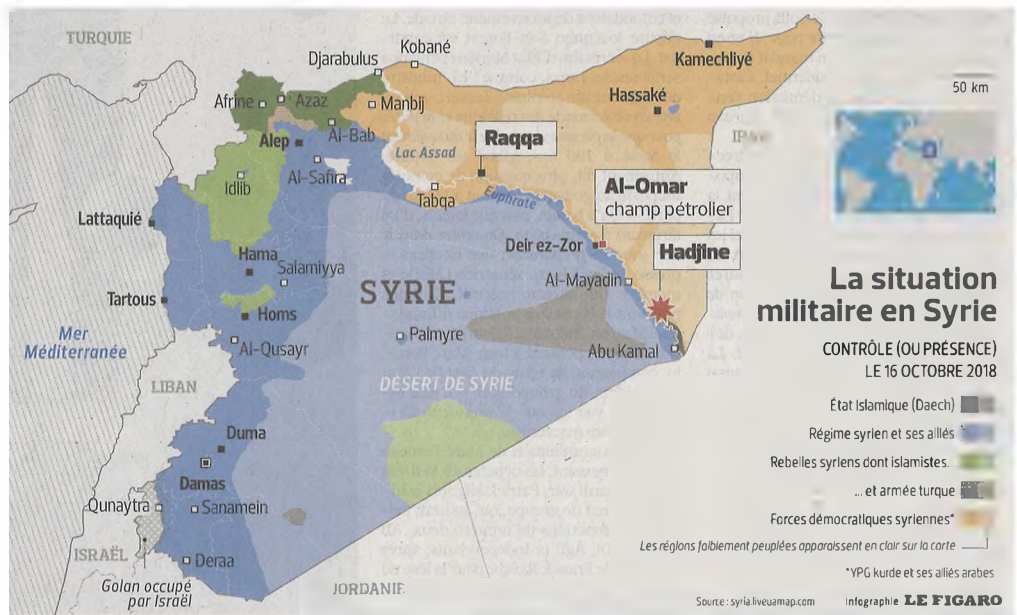 TURQUIE
Kobané
Djarabulus
Kamechliyé
50 km
Afrine
Azaz
Manbij
Hassaké
Alep
Al-Bab
Raqqa
Lac Assad
Al-Safira
Idlib
Tabqa
Euphrate
Al-Omar
champ pétrolier
Lattaquié
Deir ez-Zor
Hadjine
Hama
Salamiyya
Al-Mayadin
SYRIE
Tartous
Homs
Mer
Méditerranée
Palmyre
Abu Kamal
Al-Qusayr
LIBAN
DÉSERT DE SYRIE
Duma
Damas
Qunaytra
Sanamein
ISRAËL
Deraa
Golan occupé
par Israël
JORDANIE
La situation
militaire en Syrie
CONTRÔLE (OU PRÉSENCE)
LE 16 OCTOBRE 2018
État islamique (Daech)
Régime syrien et ses alliés
Rebelles syriens dont islamistes...
... et armée turque
Forces démocratiques syriennes*
Les régions faiblement peuplées apparaissent en clair sur la carte
*YPG kurde et ses alliés arabes
Source : syria.liveuamap.com
Infographie LE FIGARO